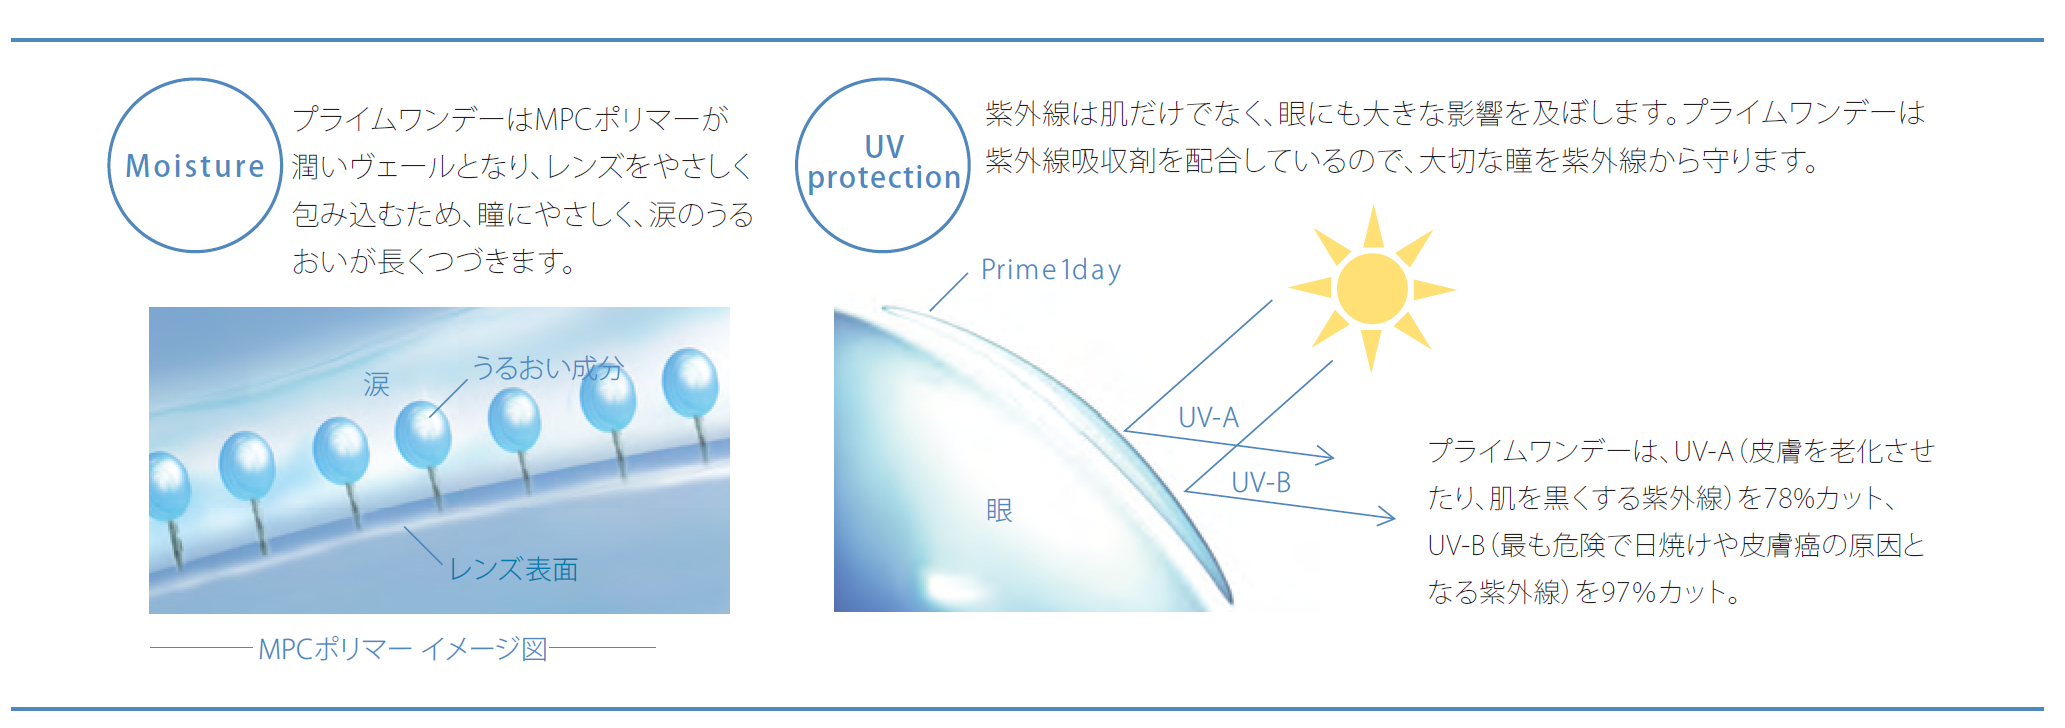 Moisture
プライムワンデーはMPCポリマーが
潤いヴェールとなり、レンズをやさしく
包み込むため、瞳にやさしく、涙のうる
おいが長くつづきます。
涙
うるおい成分
レンズ表面
MPCポリマー イメージ図
UV
protection
紫外線は肌だけでなく、眼にも大きな影響を及ぼします。プライムワンデーは
紫外線吸収剤を配合しているので、大切な瞳を紫外線から守ります。
Prime1day
UV-A
UV-B
眼
プライムワンデーは、UV-A（皮膚を老化させ
たり、肌を黒くする紫外線）を78%カット、
UV-B（最も危険で日焼けや皮膚癌の原因と
なる紫外線）を97％カット。